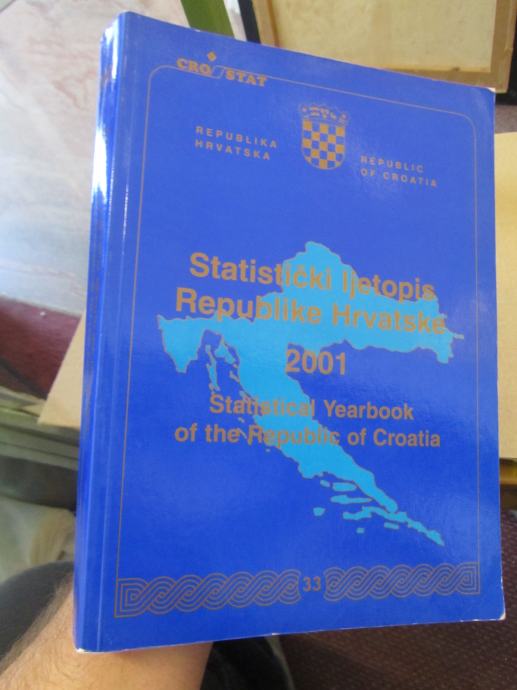 CRO STAT
REPUBLIKA
HRVATSKA
REPUBLIC
OF CROATIA
Statistički ljetopis
Republike Hrvatske
2001
Statistical Yearbook
of the Republic of Croatia
33